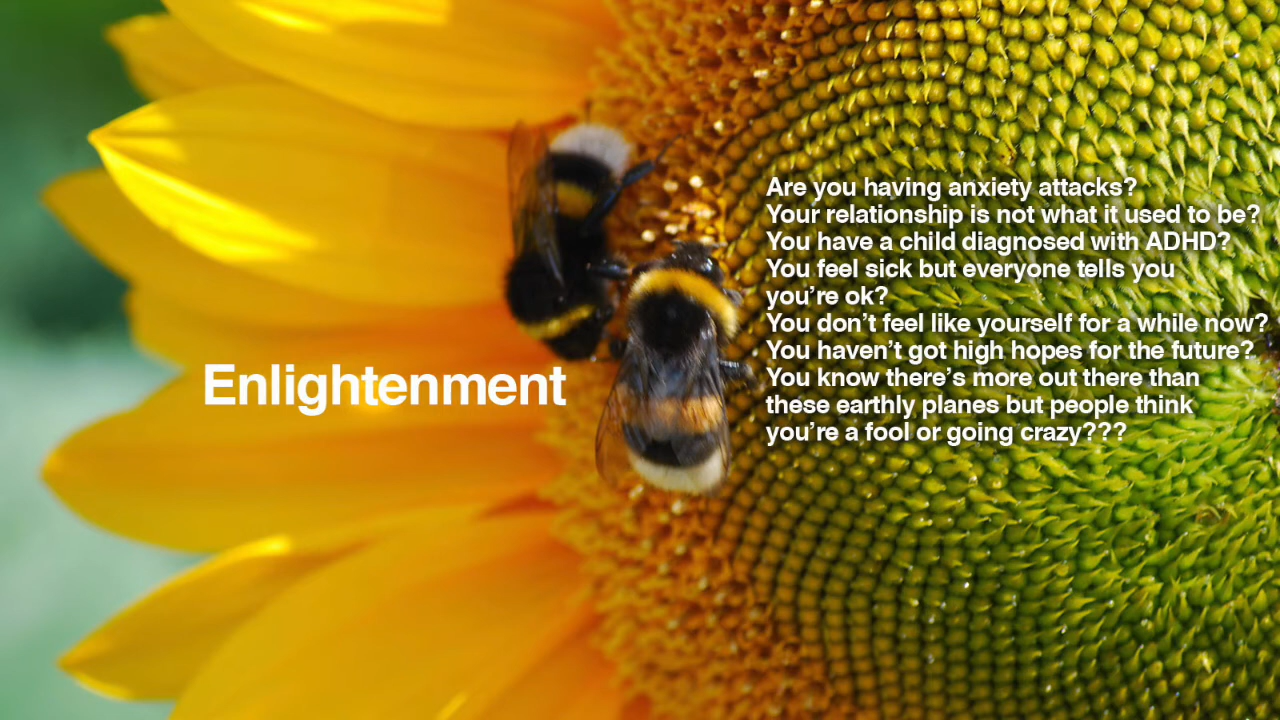 Enlightenment
Are you having anxiety attacks?
Your relationship is not what it used to be?
You have a child diagnosed with ADHD?
You feel sick but everyone tells you
you’re ok?
You don’t feel like yourself for a while now?
You haven’t got high hopes for the future?
You know there’s more out there than
these earthly planes but people think
you’re a fool or going crazy???